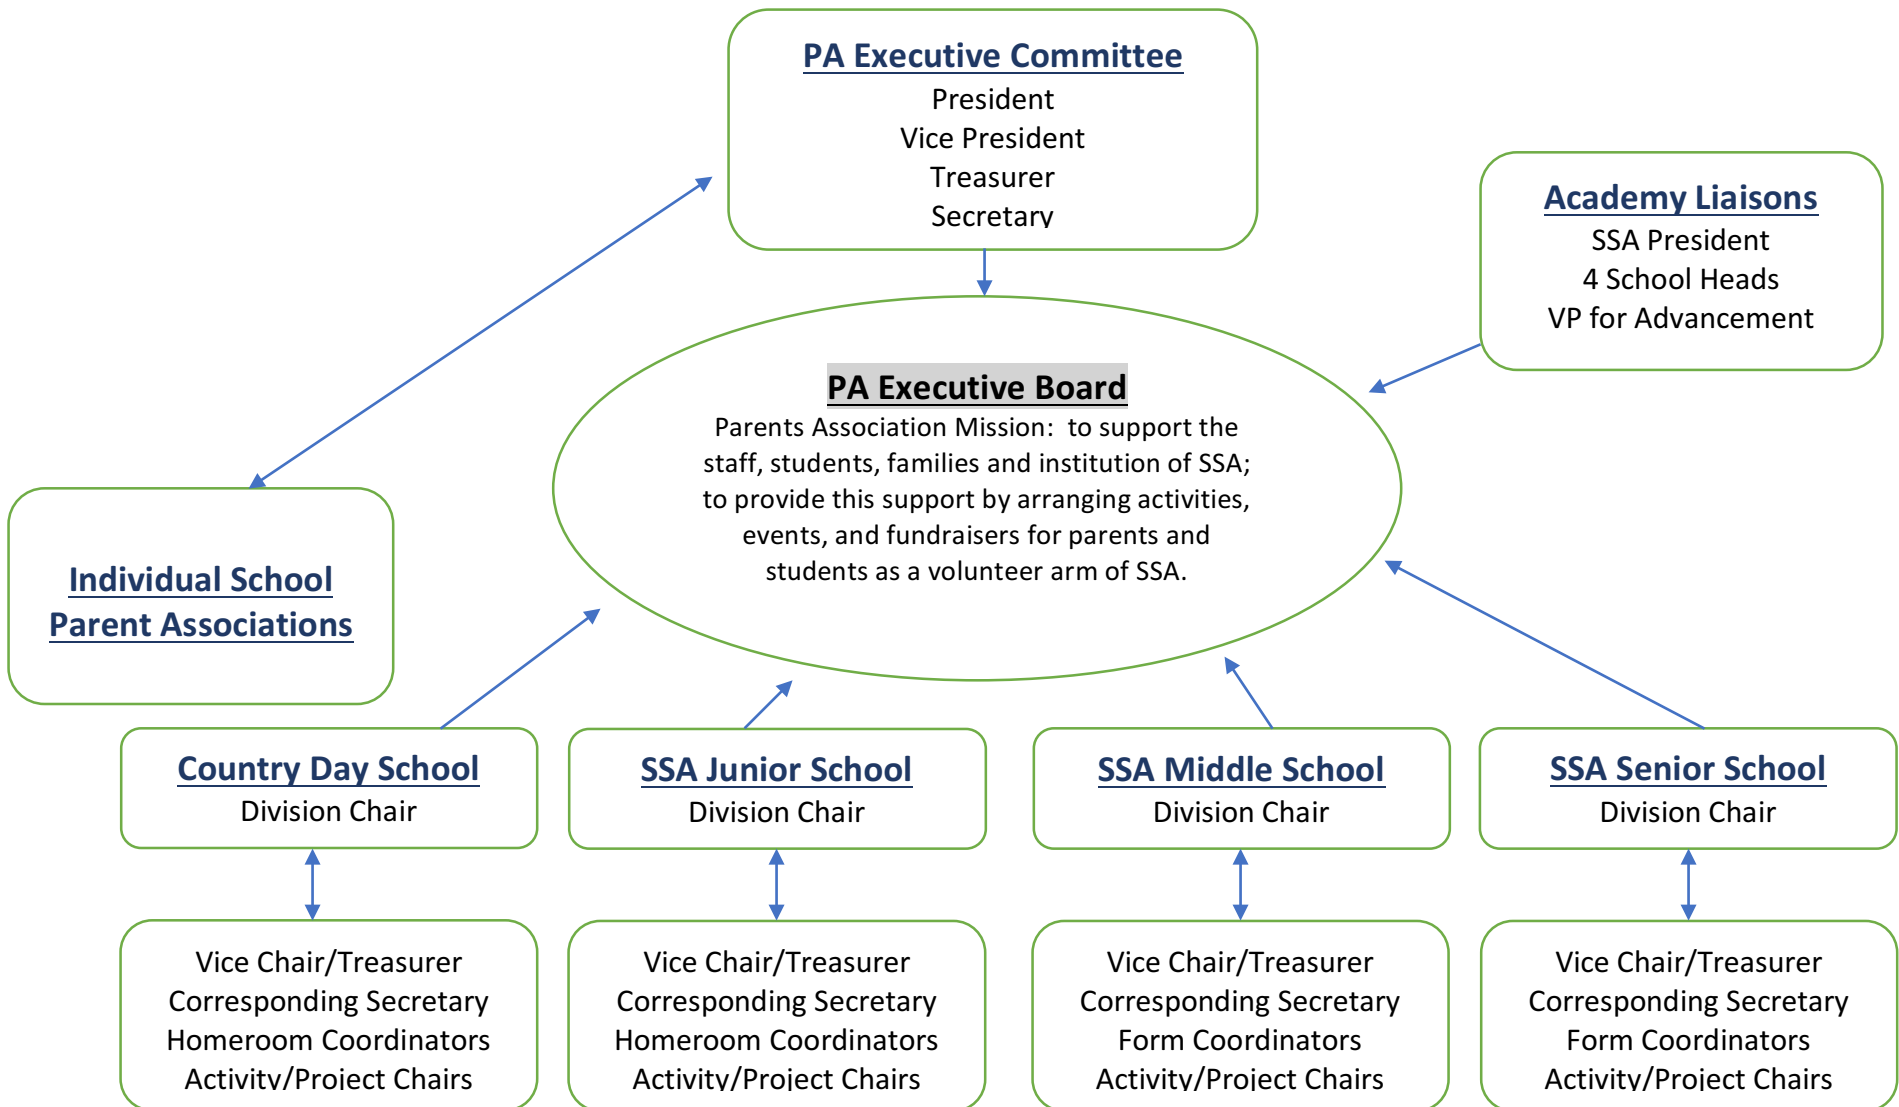 PA Executive Committee
President
Vice President
Treasurer
Secretary
Academy Liaisons
SSA President
4 School Heads
VP for Advancement
PA Executive Board
Parents Association Mission:  to support the
staff, students, families and institution of SSA;
to provide this support by arranging activities,
events, and fundraisers for parents and
students as a volunteer arm of SSA.
Individual School
Parent Associations
Country Day School
Division Chair
SSA Junior School
Division Chair
SSA Middle School
Division Chair
SSA Senior School
Division Chair
Vice Chair/Treasurer
Corresponding Secretary
Homeroom Coordinators
Activity/Project Chairs
Vice Chair/Treasurer
Corresponding Secretary
Homeroom Coordinators
Activity/Project Chairs
Vice Chair/Treasurer
Corresponding Secretary
Form Coordinators
Activity/Project Chairs
Vice Chair/Treasurer
Corresponding Secretary
Form Coordinators
Activity/Project Chairs